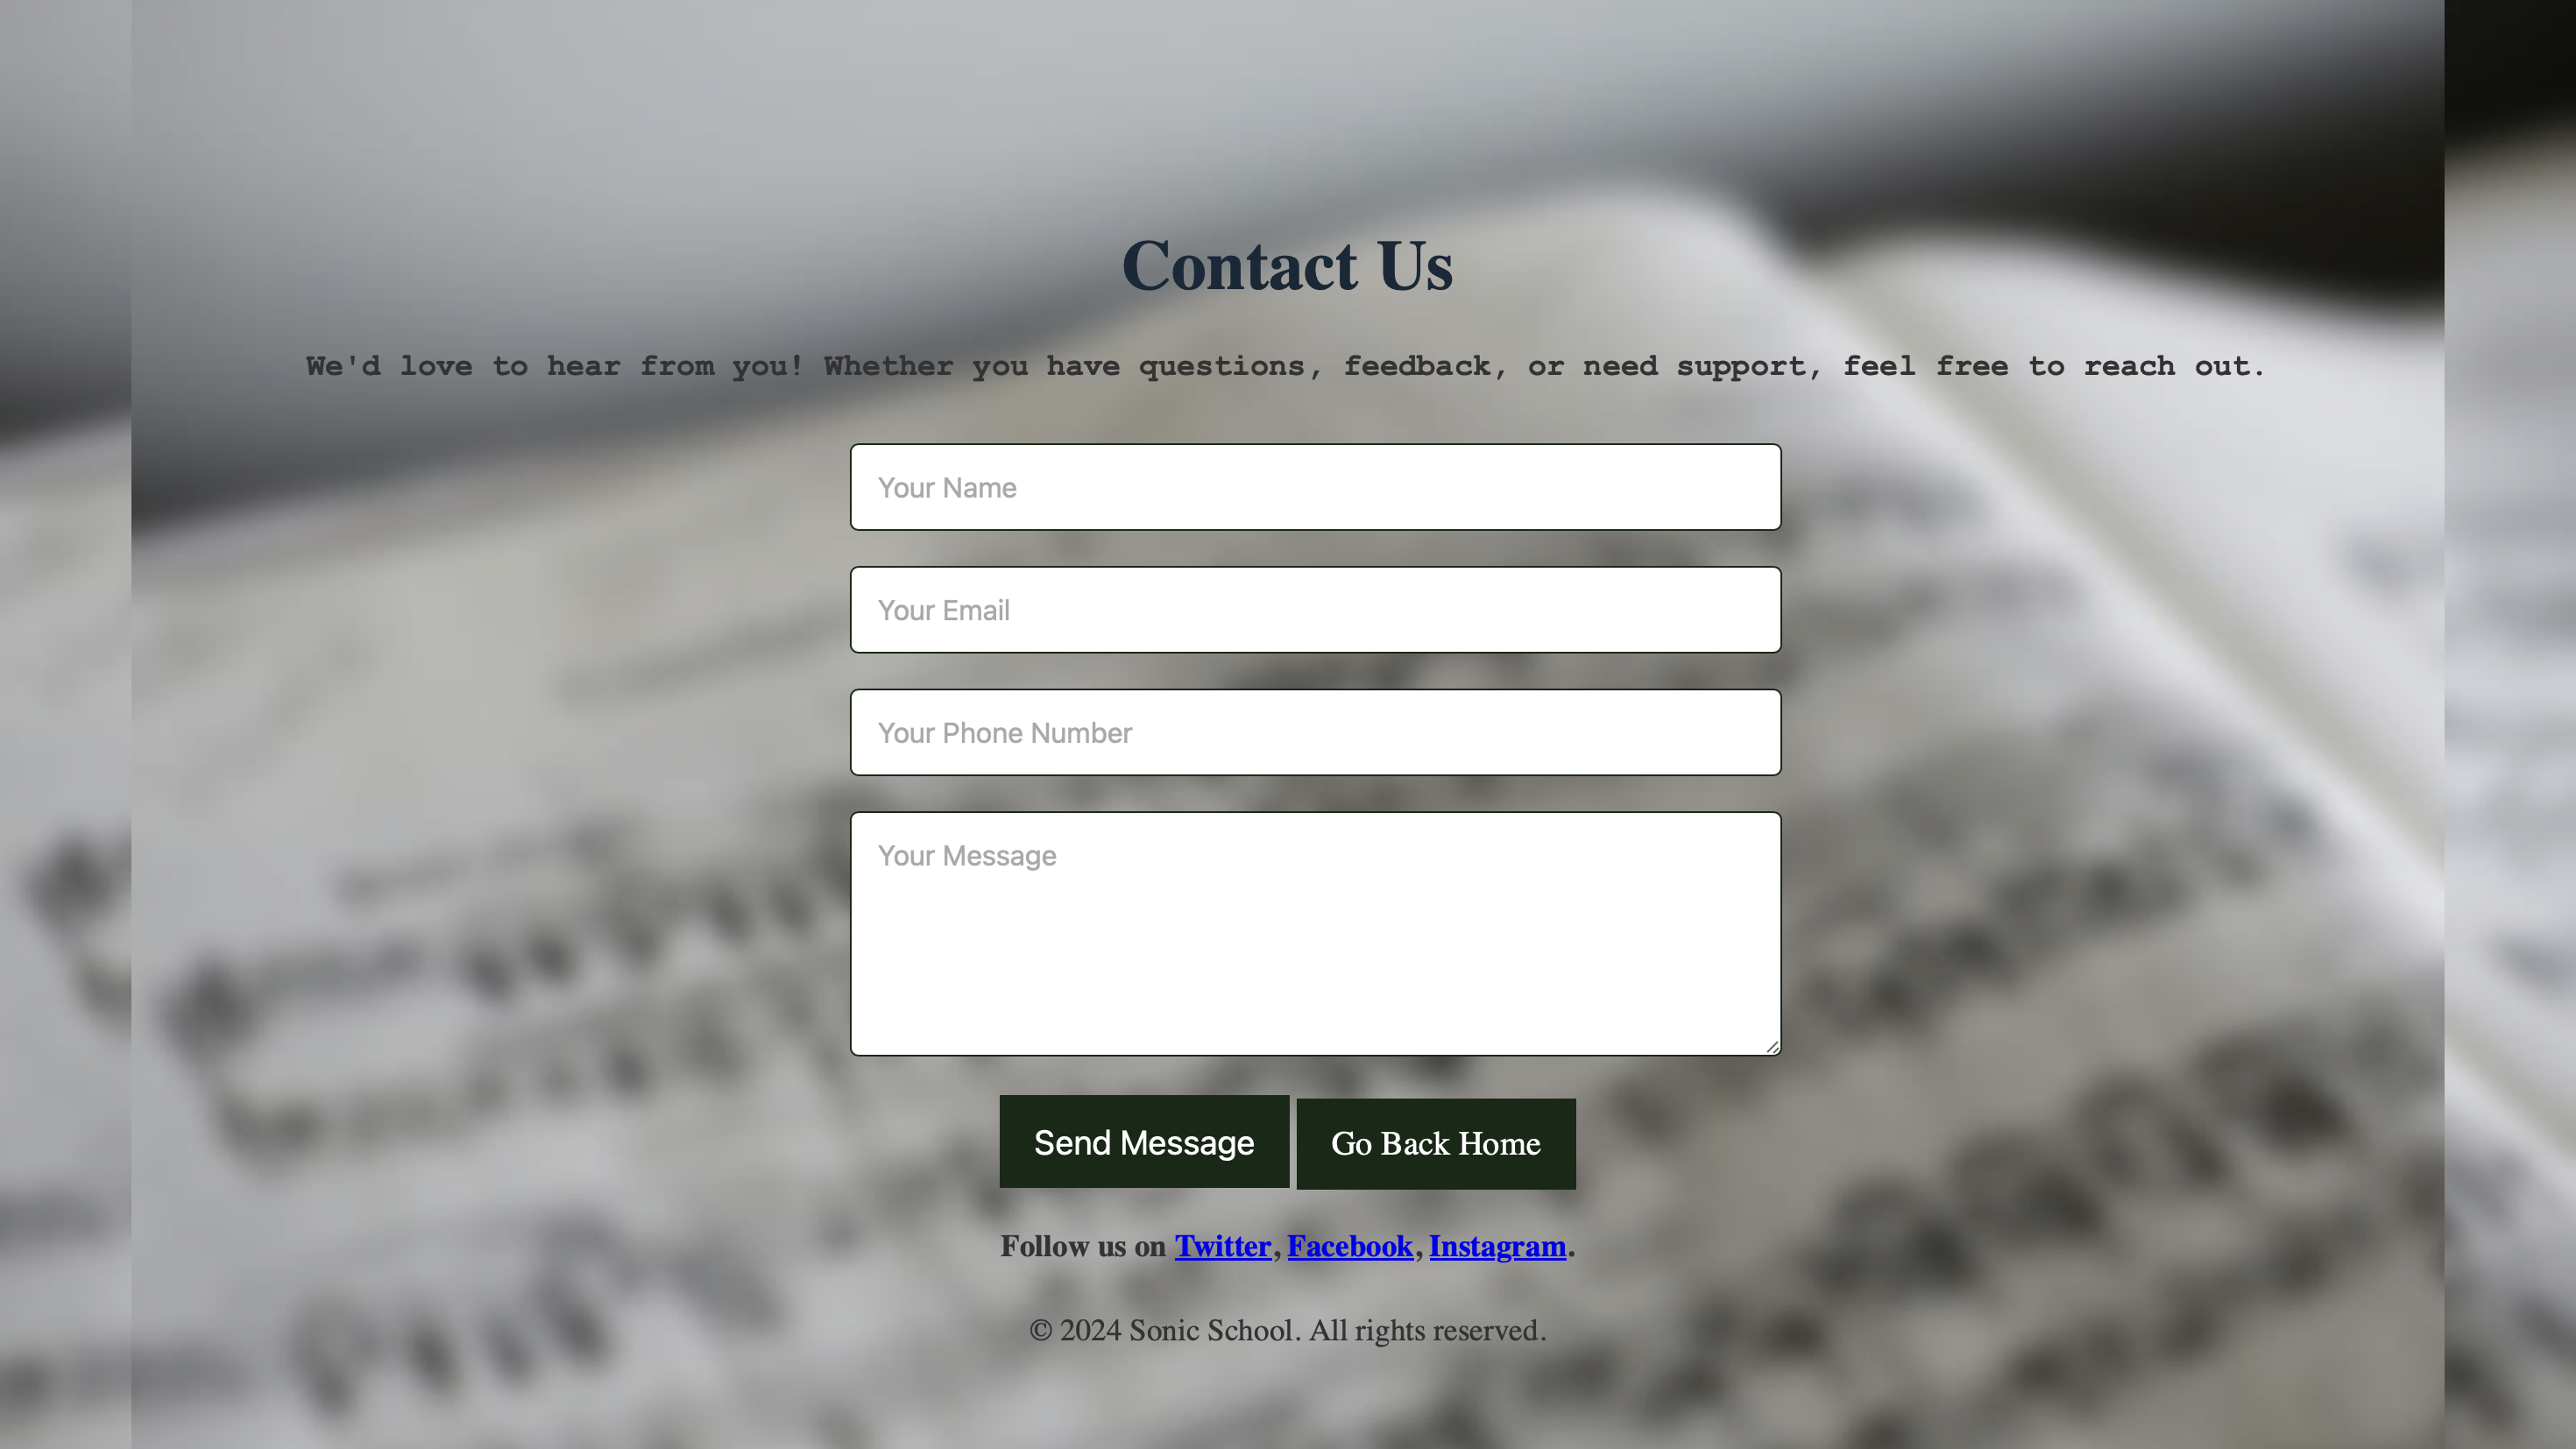 Contact Us
We'd love to hear from you! Whether you have questions, feedback, or need support, feel free to reach out.
Your Name
Your Email
Your Phone Number
Your Message
Send Message Go Back Home
Follow us on Twitter, Facebook, Instagram.
© 2024 Sonic School. All rights reserved.